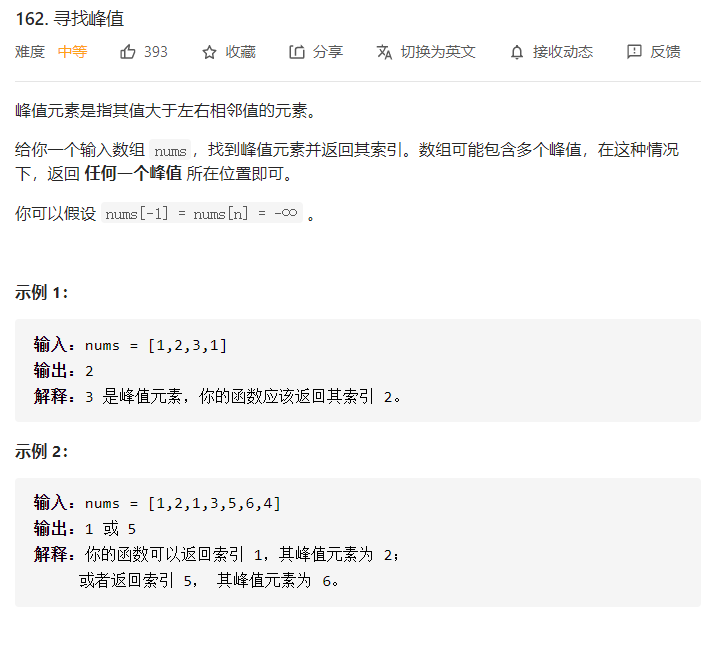 162. 寻找峰值
难度 中等 393 收藏 分享 切换为英文 接收动态 反馈
峰值元素是指其值大于左右相邻值的元素。
给你一个输入数组 nums，找到峰值元素并返回其索引。数组可能包含多个峰值，在这种情况
下，返回 任何一个峰值 所在位置即可。
你可以假设 nums[-1] = nums[n] = -∞ 。
示例 1：
输入：nums = [1,2,3,1]
输出：2
解释：3 是峰值元素，你的函数应该返回其索引 2。
示例 2：
输入：nums = [1,2,1,3,5,6,4]
输出：1 或 5
解释：你的函数可以返回索引 1，其峰值元素为 2；
或者返回索引 5， 其峰值元素为 6。